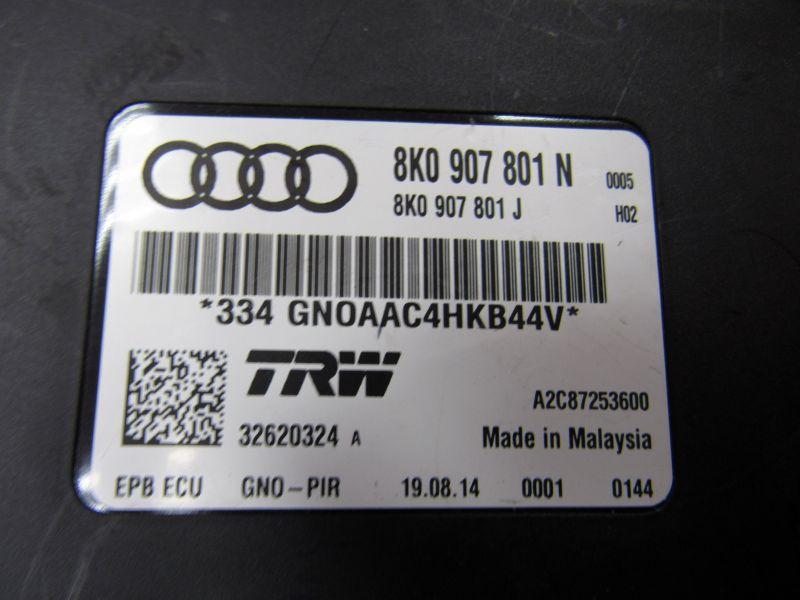 8K0 907 801 N 0005
8K0 907 801 J H02
*334 GNOAAC4HKB44V*
TRW
A2C87253600
32620324 A Made in Malaysia
EPB ECU GNO-PIR 19.08.14 0001 0144